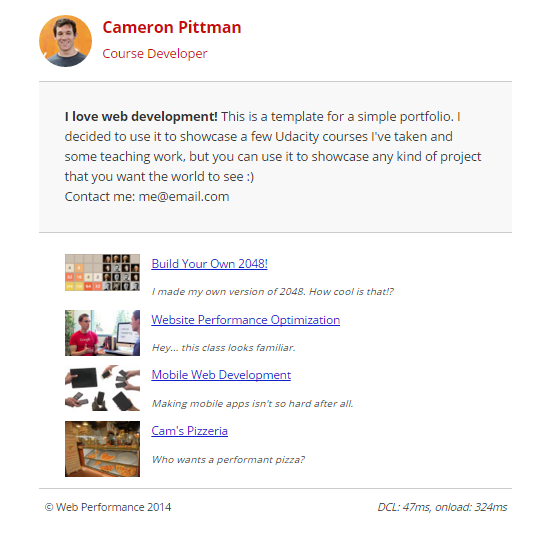 Cameron Pittman
Course Developer
I love web development! This is a template for a simple portfolio. I
decided to use it to showcase a few Udacity courses I've taken and
some teaching work, but you can use it to showcase any kind of project
that you want the world to see :)
Contact me: me@email.com
Build Your Own 2048!
I made my own version of 2048. How cool is that!?
Website Performance Optimization
Hey... this class looks familiar.
Mobile Web Development
Making mobile apps isn't so hard after all.
Cam's Pizzeria
Who wants a performant pizza?
© Web Performance 2014
DCL: 47ms, onload: 324ms